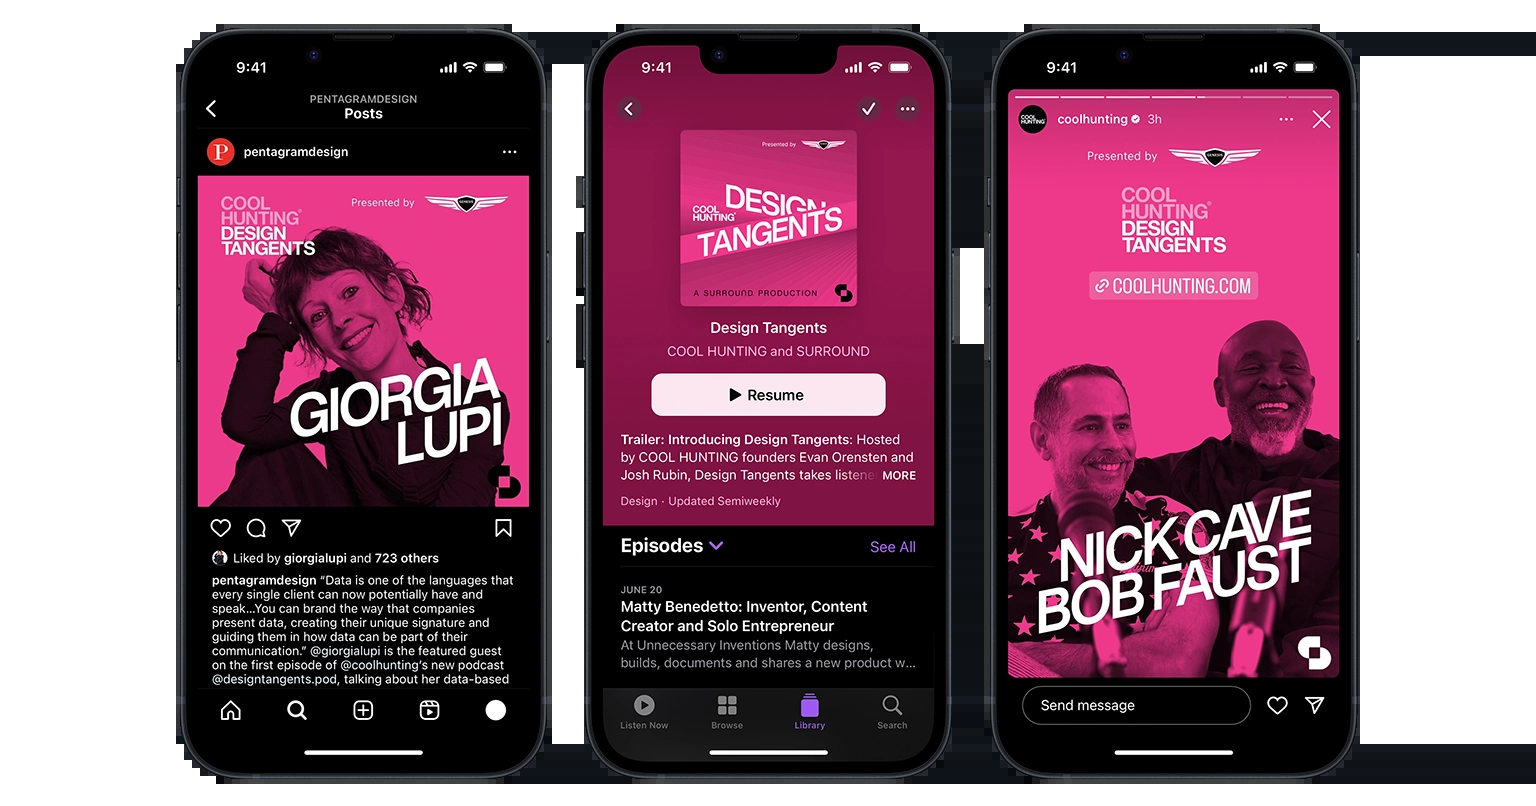 9:41
PENTAGRAMDESIGN
Posts
P
pentagramdesign
COOL
HUNTING®
DESIGN
TANGENTS
Presented by
GENESIS
GIORGIA
LUPI
Liked by giorgialupi and 723 others
pentagramdesign “Data is one of the languages that
every single client can now potentially have and
speak...You can brand the way that companies
present data, creating their unique signature and
guiding them in how data can be part of their
communication.” @giorgialupi is the featured guest
on the first episode of @coolhunting’s new podcast
@designtangents.pod, talking about her data-based
9:41
Presented by
GENESIS
COOL
HUNTING®
DESIGN
TANGENTS
A SURROUND PRODUCTION
Design Tangents
COOL HUNTING and SURROUND
Resume
Trailer: Introducing Design Tangents: Hosted
by COOL HUNTING founders Evan Orensten and
Josh Rubin, Design Tangents takes listene MORE
Design · Updated Semiweekly
Episodes
See All
JUNE 20
Matty Benedetto: Inventor, Content
Creator and Solo Entrepreneur
At Unnecessary Inventions Matty designs,
builds, documents and shares a new product w...
Listen Now
Browse
Library
Search
9:41
COOL
HUNTING
coolhunting 3h
Presented by
GENESIS
COOL
HUNTING®
DESIGN
TANGENTS
COOLHUNTING.COM
NICK CAVE
BOB FAUST
Send message